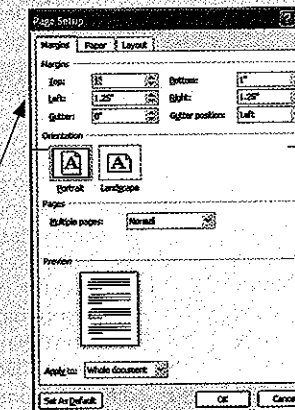 Page Setup
Margins Paper Layout
Margins
Top: 1" Bottom: 1"
Left: 1.25" Right: 1.25"
Gutter: 0" Gutter position: Left
Orientation
Portrait Landscape
Pages
Multiple pages: Normal
Preview
Apply to: Whole document
Set As Default OK Cancel